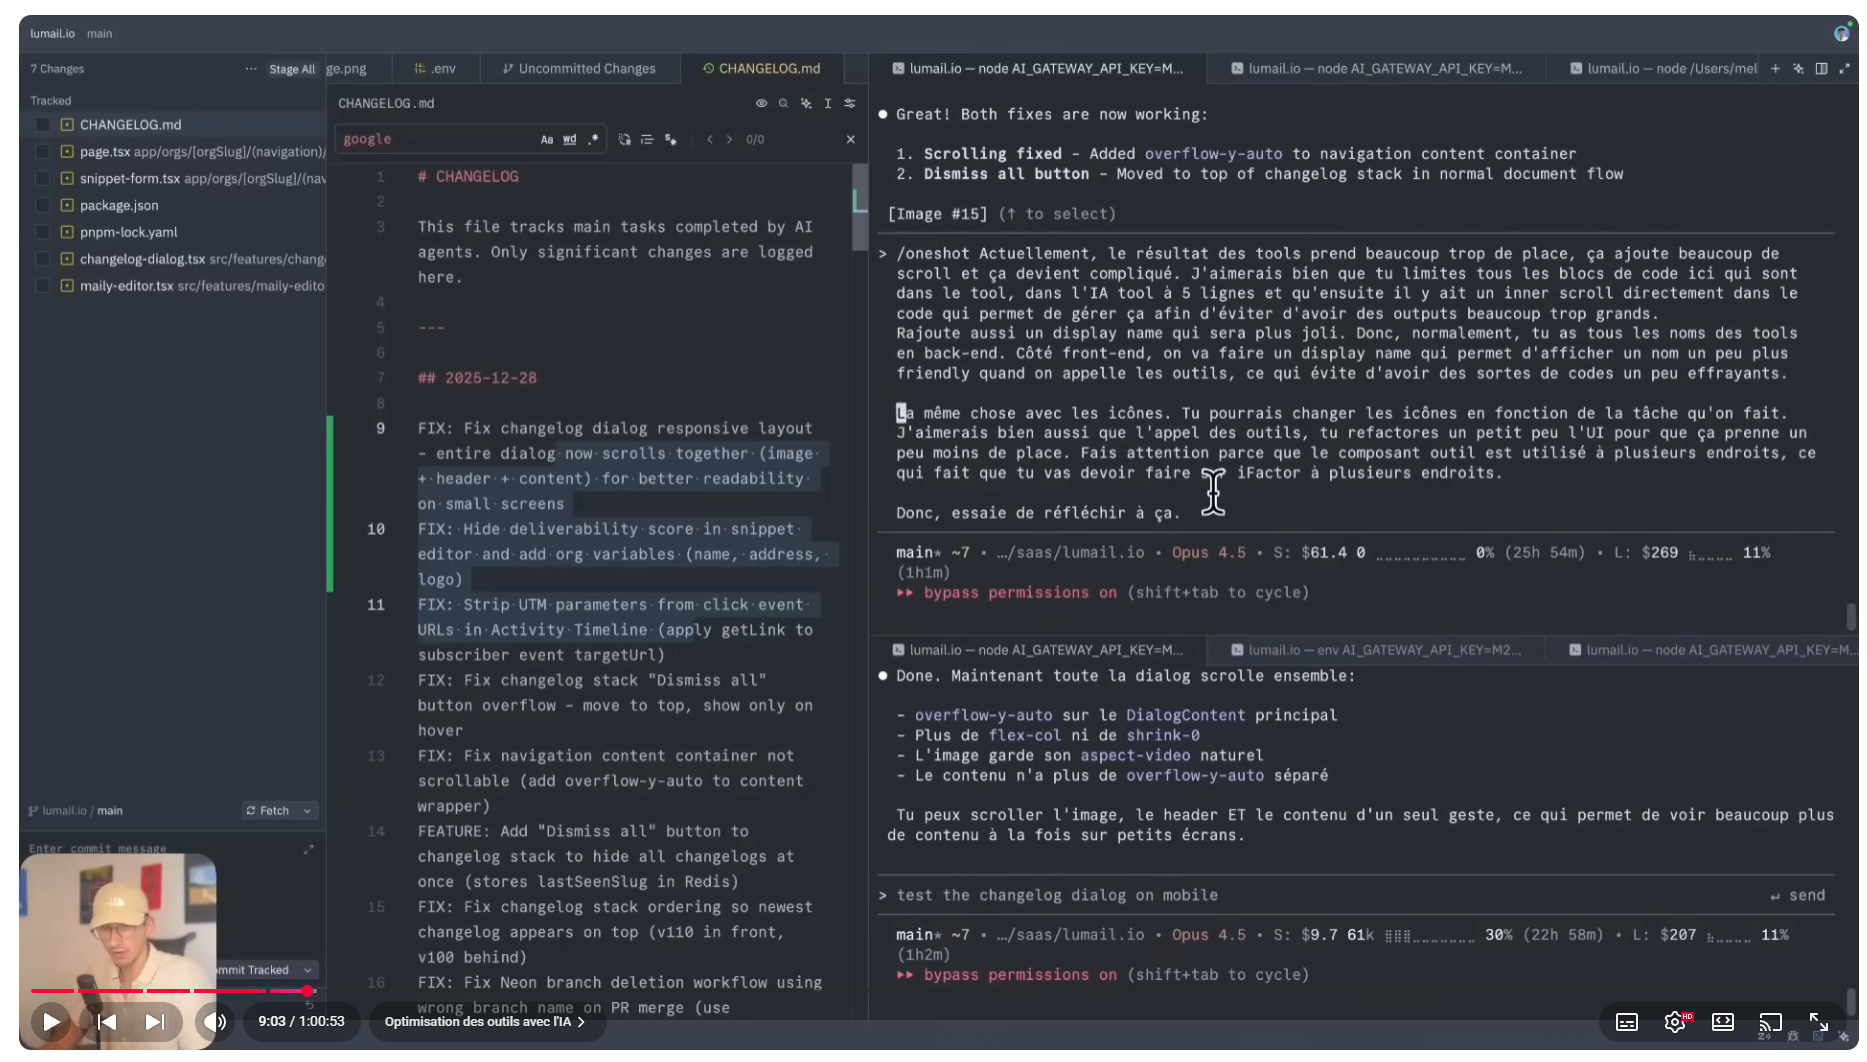 lumail.io main
7 Changes ... Stage All
Tracked
CHANGELOG.md
page.tsx app/orgs/[orgSlug]/(navigation)/
snippet-form.tsx app/orgs/[orgSlug]/(nav
package.json
pnpm-lock.yaml
changelog-dialog.tsx src/features/change
maily-editor.tsx src/features/maily-edito
lumail.io / main
Fetch
Enter commit message
ommit Tracked
ge.png
.env
Uncommitted Changes
CHANGELOG.md
CHANGELOG.md
google
Aa wd .* 0/0
1 # CHANGELOG
2
3 This file tracks main tasks completed by AI
agents. Only significant changes are logged
here.
4
5 ---
6
7 ## 2025-12-28
8
9 FIX: Fix changelog dialog responsive layout
- entire dialog now scrolls together (image
+ header + content) for better readability
on small screens
10 FIX: Hide deliverability score in snippet
editor and add org variables (name, address,
logo)
11 FIX: Strip UTM parameters from click event
URLs in Activity Timeline (apply getLink to
subscriber event targetUrl)
12 FIX: Fix changelog stack "Dismiss all"
button overflow - move to top, show only on
hover
13 FIX: Fix navigation content container not
scrollable (add overflow-y-auto to content
wrapper)
14 FEATURE: Add "Dismiss all" button to
changelog stack to hide all changelogs at
once (stores lastSeenSlug in Redis)
15 FIX: Fix changelog stack ordering so newest
changelog appears on top (v110 in front,
v100 behind)
16 FIX: Fix Neon branch deletion workflow using
wrong branch name on PR merge (use
lumail.io — node AI_GATEWAY_API_KEY=M...
lumail.io — node AI_GATEWAY_API_KEY=M...
lumail.io — node /Users/mel
Great! Both fixes are now working:
1. Scrolling fixed - Added overflow-y-auto to navigation content container
2. Dismiss all button - Moved to top of changelog stack in normal document flow
[Image #15] (↑ to select)
> /oneshot Actuellement, le résultat des tools prend beaucoup trop de place, ça ajoute beaucoup de
scroll et ça devient compliqué. J'aimerais bien que tu limites tous les blocs de code ici qui sont
dans le tool, dans l'IA tool à 5 lignes et qu'ensuite il y ait un inner scroll directement dans le
code qui permet de gérer ça afin d'éviter d'avoir des outputs beaucoup trop grands.
Rajoute aussi un display name qui sera plus joli. Donc, normalement, tu as tous les noms des tools
en back-end. Côté front-end, on va faire un display name qui permet d'afficher un nom un peu plus
friendly quand on appelle les outils, ce qui évite d'avoir des sortes de codes un peu effrayants.
La même chose avec les icônes. Tu pourrais changer les icônes en fonction de la tâche qu'on fait.
J'aimerais bien aussi que l'appel des outils, tu refactores un petit peu l'UI pour que ça prenne un
peu moins de place. Fais attention parce que le composant outil est utilisé à plusieurs endroits, ce
qui fait que tu vas devoir faire iFactor à plusieurs endroits.
Donc, essaie de réfléchir à ça.
main* ~7 • …/saas/lumail.io • Opus 4.5 • S: $61.4 0 0% (25h 54m) • L: $269 11%
(1h1m)
▸▸ bypass permissions on (shift+tab to cycle)
lumail.io — node AI_GATEWAY_API_KEY=M...
lumail.io — env AI_GATEWAY_API_KEY=M2...
lumail.io — node AI_GATEWAY_API_KEY=M...
Done. Maintenant toute la dialog scrolle ensemble:
- overflow-y-auto sur le DialogContent principal
- Plus de flex-col ni de shrink-0
- L'image garde son aspect-video naturel
- Le contenu n'a plus de overflow-y-auto séparé
Tu peux scroller l'image, le header ET le contenu d'un seul geste, ce qui permet de voir beaucoup plus
de contenu à la fois sur petits écrans.
> test the changelog dialog on mobile ↵ send
main* ~7 • …/saas/lumail.io • Opus 4.5 • S: $9.7 61k 30% (22h 58m) • L: $207 11%
(1h2m)
▸▸ bypass permissions on (shift+tab to cycle)
9:03 / 1:00:53
Optimisation des outils avec l'IA >
HD